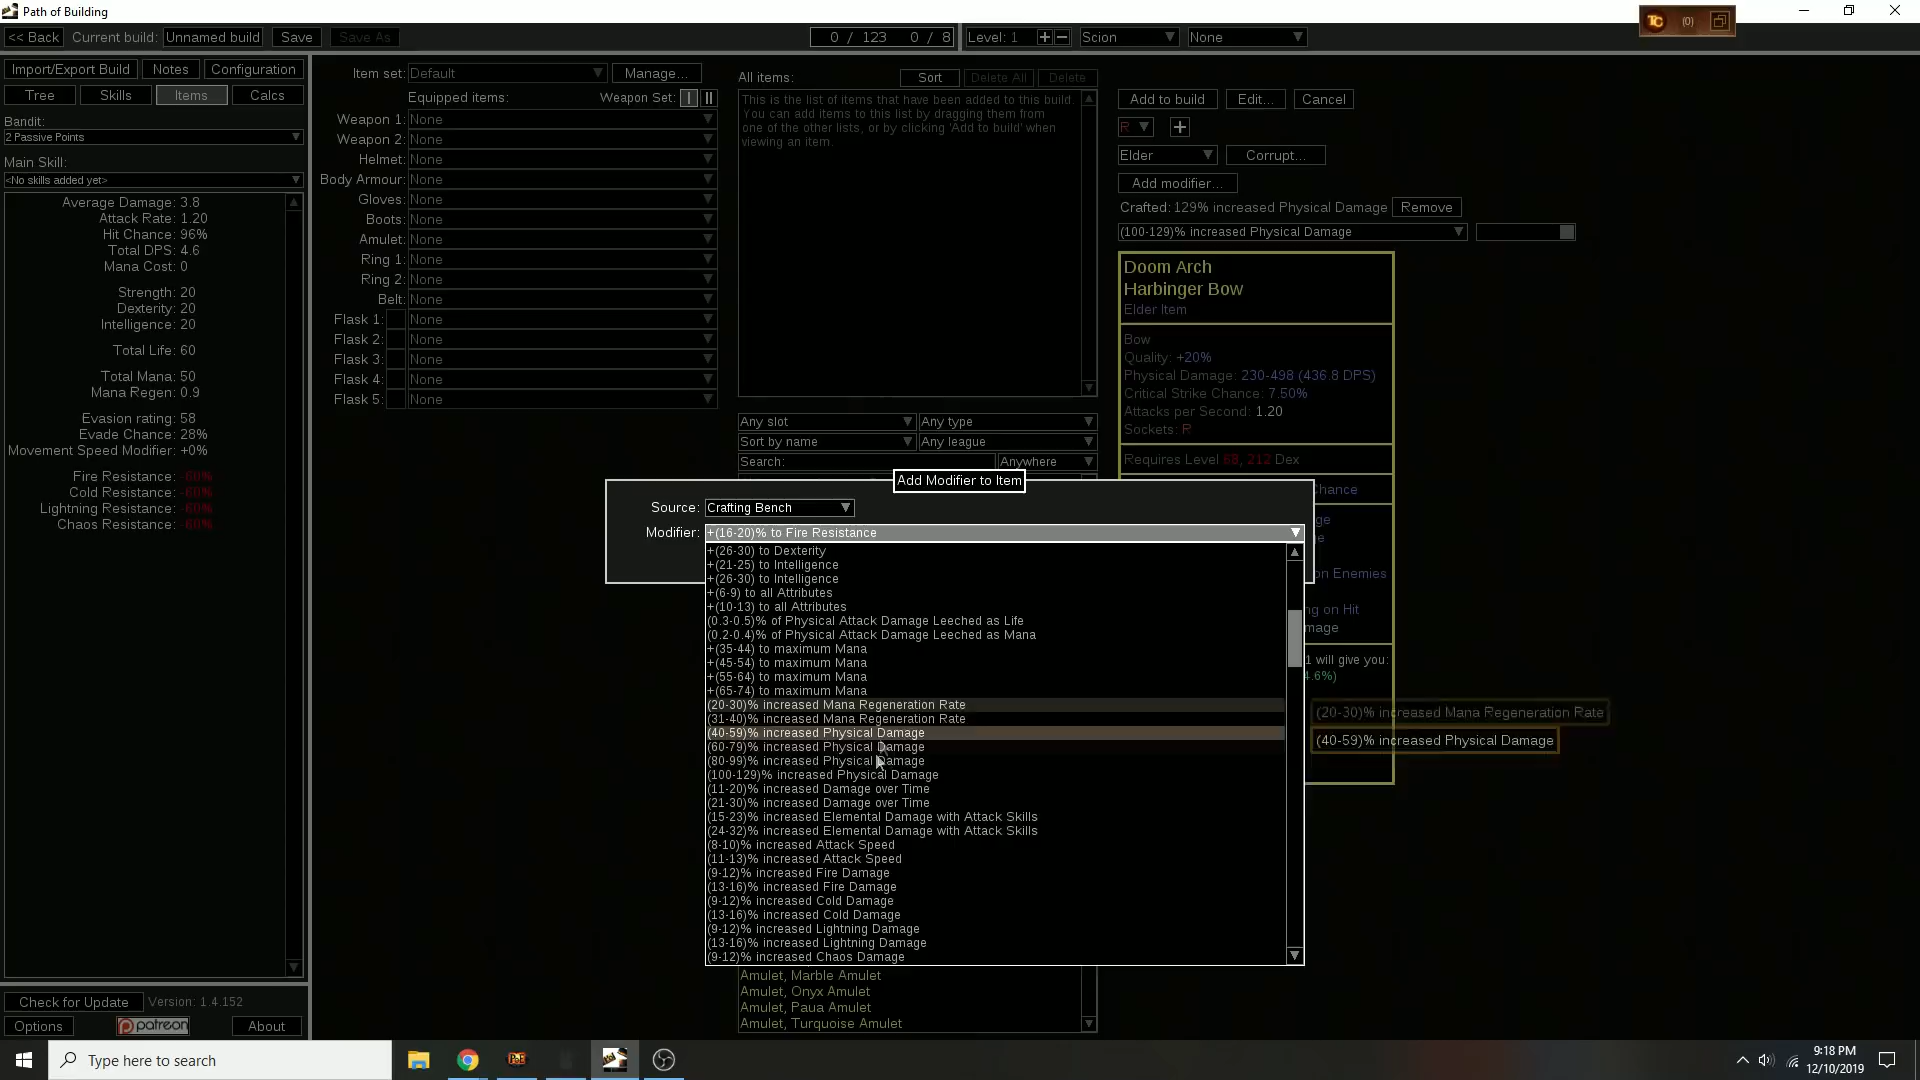 Path of Building
TC (0)
<< Back
Current build: Unnamed build
Save
Save As
0 / 123 0 / 8
Level: 1 + −
Scion
None
Import/Export Build
Notes
Configuration
Tree
Skills
Items
Calcs
Bandit:
2 Passive Points
Main Skill:
<No skills added yet>
Average Damage: 3.8
Attack Rate: 1.20
Hit Chance: 96%
Total DPS: 4.6
Mana Cost: 0
Strength: 20
Dexterity: 20
Intelligence: 20
Total Life: 60
Total Mana: 50
Mana Regen: 0.9
Evasion rating: 58
Evade Chance: 28%
Movement Speed Modifier: +0%
Fire Resistance: -60%
Cold Resistance: -60%
Lightning Resistance: -60%
Chaos Resistance: -60%
Check for Update
Version: 1.4.152
Options
patreon
About
Item set: Default
Manage...
Equipped items:
Weapon Set: I II
Weapon 1: None
Weapon 2: None
Helmet: None
Body Armour: None
Gloves: None
Boots: None
Amulet: None
Ring 1: None
Ring 2: None
Belt: None
Flask 1: None
Flask 2: None
Flask 3: None
Flask 4: None
Flask 5: None
All items:
Sort
Delete All
Delete
This is the list of items that have been added to this build.
You can add items to this list by dragging them from
one of the other lists, or by clicking 'Add to build' when
viewing an item.
Any slot
Any type
Sort by name
Any league
Search:
Anywhere
Add to build
Edit...
Cancel
R
+
Elder
Corrupt...
Add modifier...
Crafted: 129% increased Physical Damage
Remove
(100-129)% increased Physical Damage
Doom Arch
Harbinger Bow
Elder Item
Bow
Quality: +20%
Physical Damage: 230-498 (436.8 DPS)
Critical Strike Chance: 7.50%
Attacks per Second: 1.20
Sockets: R
Requires Level 68, 212 Dex
Chance
ge
e
on Enemies
ng on Hit
mage
1 will give you:
4.6%)
Add Modifier to Item
Source: Crafting Bench
Modifier: +(16-20)% to Fire Resistance
+(26-30) to Dexterity
+(21-25) to Intelligence
+(26-30) to Intelligence
+(6-9) to all Attributes
+(10-13) to all Attributes
(0.3-0.5)% of Physical Attack Damage Leeched as Life
(0.2-0.4)% of Physical Attack Damage Leeched as Mana
+(35-44) to maximum Mana
+(45-54) to maximum Mana
+(55-64) to maximum Mana
+(65-74) to maximum Mana
(20-30)% increased Mana Regeneration Rate
(31-40)% increased Mana Regeneration Rate
(40-59)% increased Physical Damage
(60-79)% increased Physical Damage
(80-99)% increased Physical Damage
(100-129)% increased Physical Damage
(11-20)% increased Damage over Time
(21-30)% increased Damage over Time
(15-23)% increased Elemental Damage with Attack Skills
(24-32)% increased Elemental Damage with Attack Skills
(8-10)% increased Attack Speed
(11-13)% increased Attack Speed
(9-12)% increased Fire Damage
(13-16)% increased Fire Damage
(9-12)% increased Cold Damage
(13-16)% increased Cold Damage
(9-12)% increased Lightning Damage
(13-16)% increased Lightning Damage
(9-12)% increased Chaos Damage
(20-30)% increased Mana Regeneration Rate
(40-59)% increased Physical Damage
Amulet, Marble Amulet
Amulet, Onyx Amulet
Amulet, Paua Amulet
Amulet, Turquoise Amulet
Type here to search
PoE
9:18 PM
12/10/2019